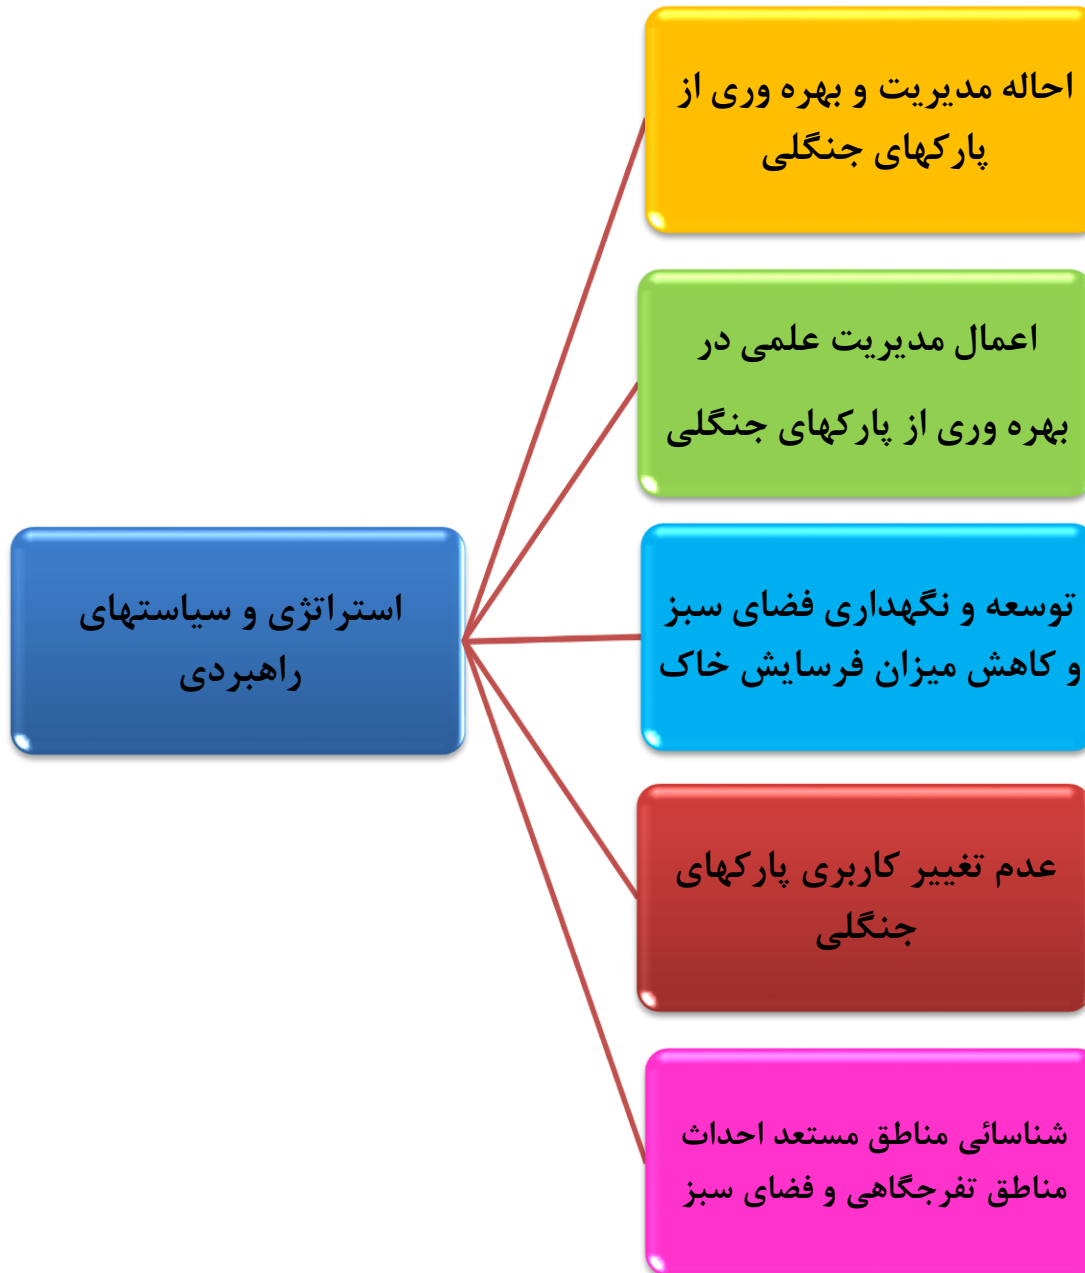 احاله مدیریت و بهره وری از
پارکهای جنگلی
اعمال مدیریت علمی در
بهره وری از پارکهای جنگلی
استراتژی و سیاستهای
راهبردی
توسعه و نگهداری فضای سبز
و کاهش میزان فرسایش خاک
عدم تغییر کاربری پارکهای
جنگلی
شناسائی مناطق مستعد احداث
مناطق تفرجگاهی و فضای سبز